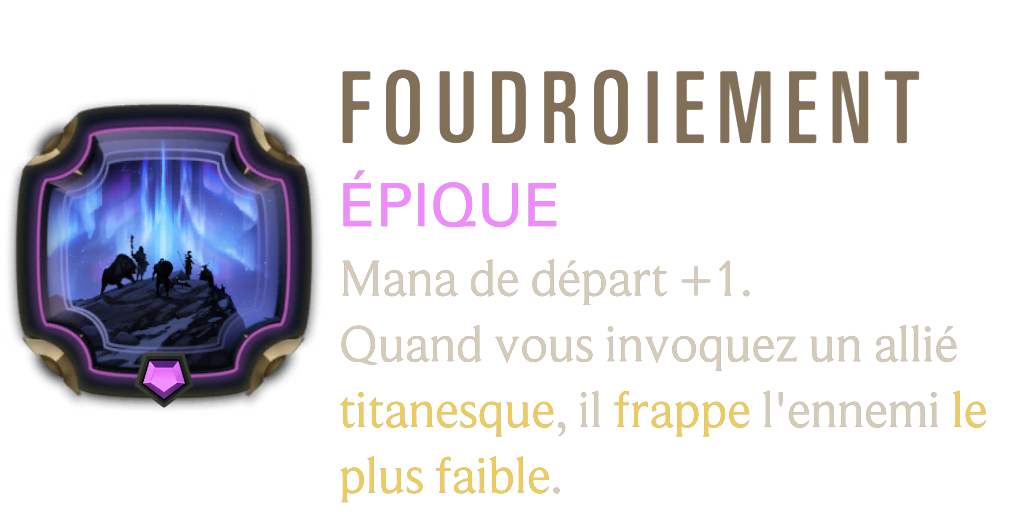 FOUDROIEMENT
ÉPIQUE
Mana de départ +1.
Quand vous invoquez un allié
titanesque, il frappe l'ennemi le
plus faible.